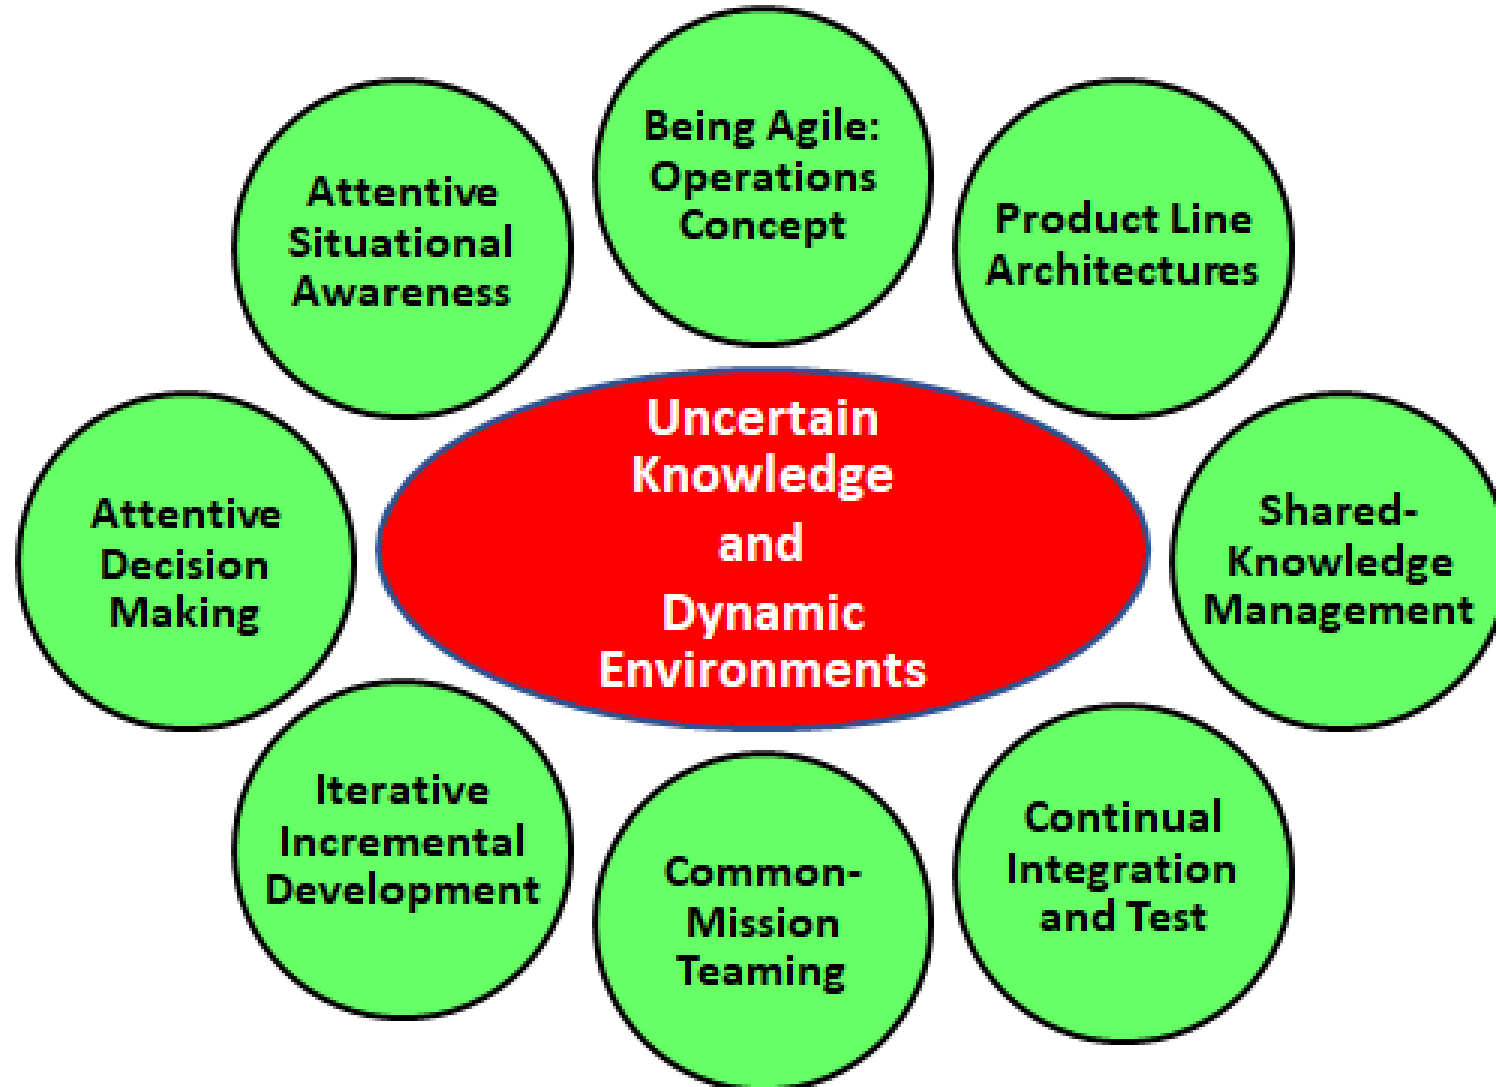 Being Agile:
Operations
Concept
Attentive
Situational
Awareness
Product Line
Architectures
Uncertain
Knowledge
and
Dynamic
Environments
Attentive
Decision
Making
Shared-
Knowledge
Management
Iterative
Incremental
Development
Common-
Mission
Teaming
Continual
Integration
and Test